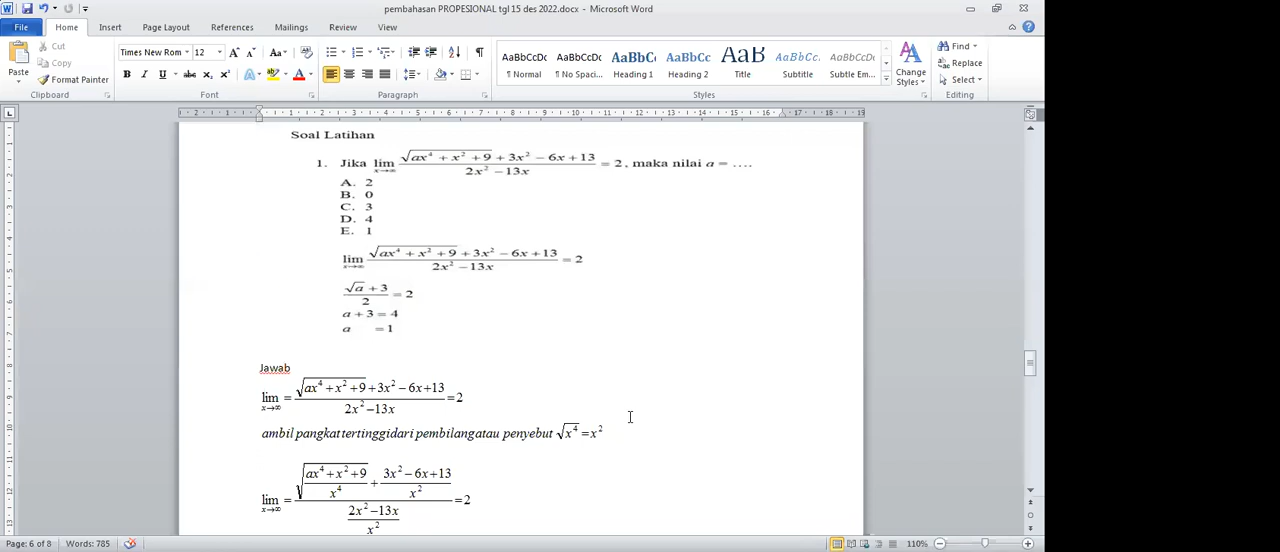 pembahasan PROPESIONAL tgl 15 des 2022.docx - Microsoft Word
File Home Insert Page Layout References Mailings Review View
Cut
Copy
Format Painter
Paste
Times New Rom 12
AaBbCcDc AaBbCcDc AaBbC AaBbCc AaB AaBbCcL AaBbCcDc
¶ Normal ¶ No Spaci... Heading 1 Heading 2 Title Subtitle Subtle Em...
Change Styles
Find
Replace
Select
Clipboard Font Paragraph Styles Editing
Soal Latihan
1. Jika lim x→∞ (√(ax⁴ + x² + 9) + 3x² − 6x + 13)/(2x² − 13x) = 2, maka nilai a = ....
A. 2
B. 0
C. 3
D. 4
E. 1
lim x→∞ (√(ax⁴ + x² + 9) + 3x² − 6x + 13)/(2x² − 13x) = 2
(√a + 3)/2 = 2
a + 3 = 4
a = 1
Jawab
lim x→∞ = (√(ax⁴ + x² + 9) + 3x² − 6x + 13)/(2x² − 13x) = 2
ambil pangkat tertinggi dari pembilang atau penyebut √x⁴ = x²
lim x→∞ = (√((ax⁴ + x² + 9)/x⁴) + (3x² − 6x + 13)/x²)/((2x² − 13x)/x²) = 2
Page: 6 of 8 Words: 785 110%